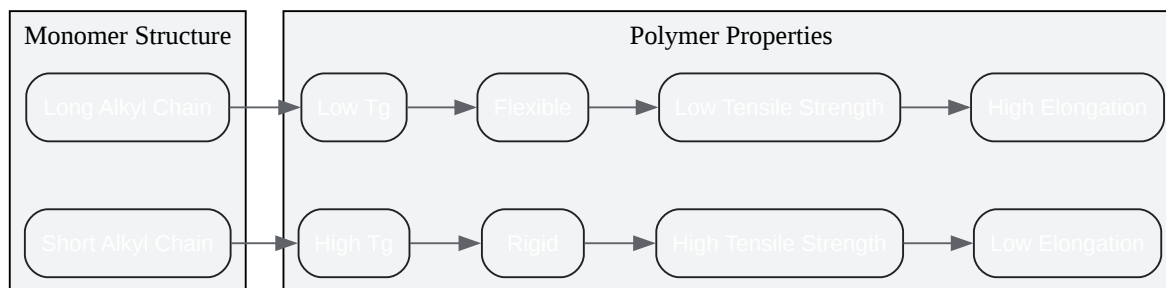 Monomer Structure
Polymer Properties
Long Alkyl Chain
Low Tg
Flexible
Low Tensile Strength
High Elongation
Short Alkyl Chain
High Tg
Rigid
High Tensile Strength
Low Elongation